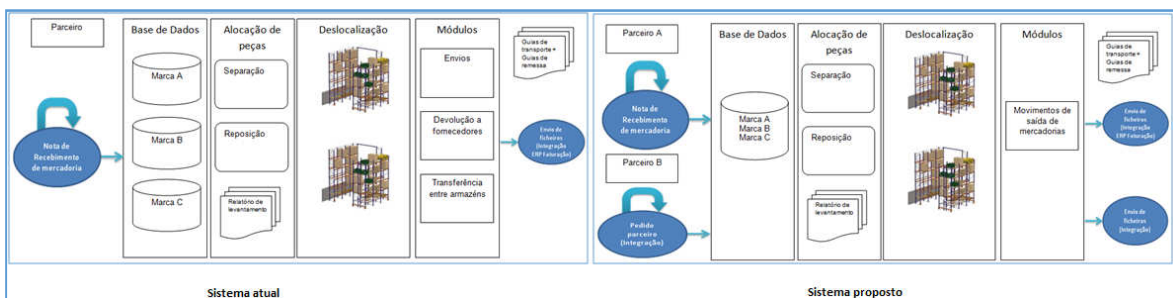 Parceiro
Nota de
Recebimento
de mercadoria
Base de Dados
Marca A
Marca B
Marca C
Alocação de
peças
Separação
Reposição
Relatório de
levantamento
Deslocalização
Módulos
Envios
Devolução a
fornecedores
Transferência
entre armazéns
Guias de
transporte +
Guias de
remessa
Envio de
ficheiros
(Integração
ERP Faturação)
Sistema atual
Parceiro A
Nota de
Recebimento
de mercadoria
Parceiro B
Pedido
parceiro
(Integração)
Base de Dados
Marca A
Marca B
Marca C
Alocação de
peças
Separação
Reposição
Relatório de
levantamento
Deslocalização
Módulos
Movimentos de
saída de
mercadorias
Guias de
transporte+
Guias de
remessa
Envio de
ficheiros
(Integração
ERP Faturação)
Envio de
ficheiros
(Integração)
Sistema proposto